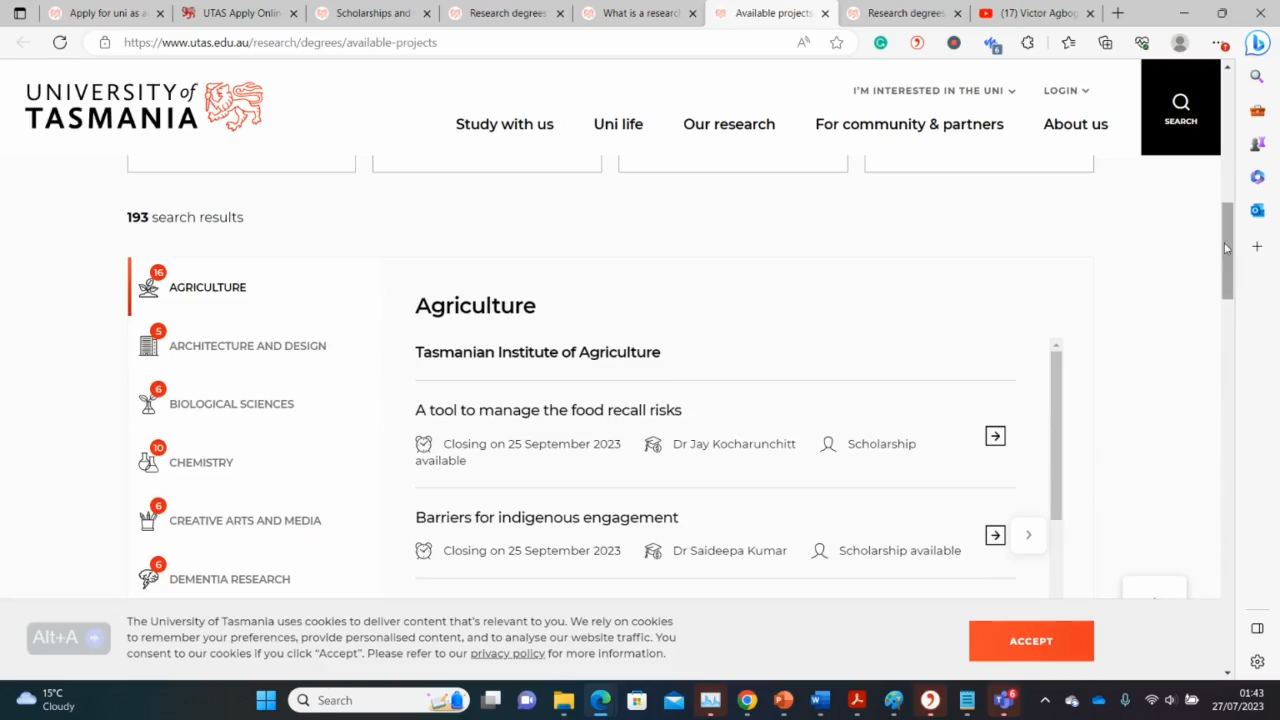 Apply for uni as a
UTAS Apply Onlin
Scholarships and
Research degrees
What is a research
Available projects
Research degrees
(17) Victor Agbog
https://www.utas.edu.au/research/degrees/available-projects
6
UNIVERSITY of
TASMANIA
I'M INTERESTED IN THE UNI
LOGIN
Study with us
Uni life
Our research
For community & partners
About us
SEARCH
193 search results
16
AGRICULTURE
5
ARCHITECTURE AND DESIGN
6
BIOLOGICAL SCIENCES
10
CHEMISTRY
6
CREATIVE ARTS AND MEDIA
6
DEMENTIA RESEARCH
Agriculture
Tasmanian Institute of Agriculture
A tool to manage the food recall risks
Closing on 25 September 2023
Dr Jay Kocharunchitt
Scholarship
available
Barriers for indigenous engagement
Closing on 25 September 2023
Dr Saideepa Kumar
Scholarship available
Alt+A
The University of Tasmania uses cookies to deliver content that's relevant to you. We rely on cookies
to remember your preferences, provide personalised content, and to analyse our website traffic. You
consent to our cookies if you click "Accept". Please refer to our privacy policy for more information.
ACCEPT
15°C
Cloudy
Search
6
01:43
27/07/2023